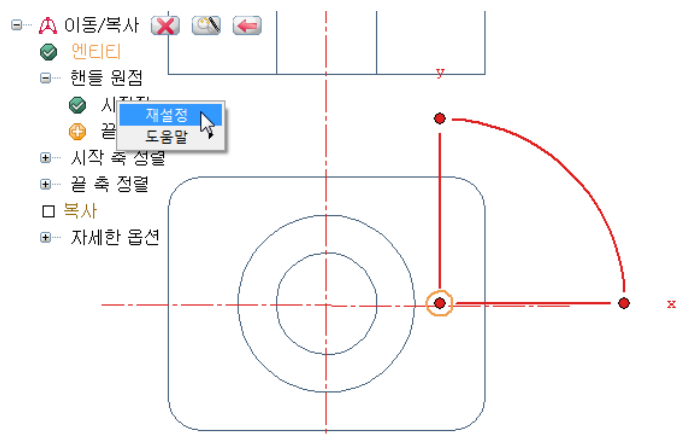 이동/복사
엔티티
핸들 원점
재설정
도움말
시작 축 정렬
끝 축 정렬
복사
자세한 옵션
y
x